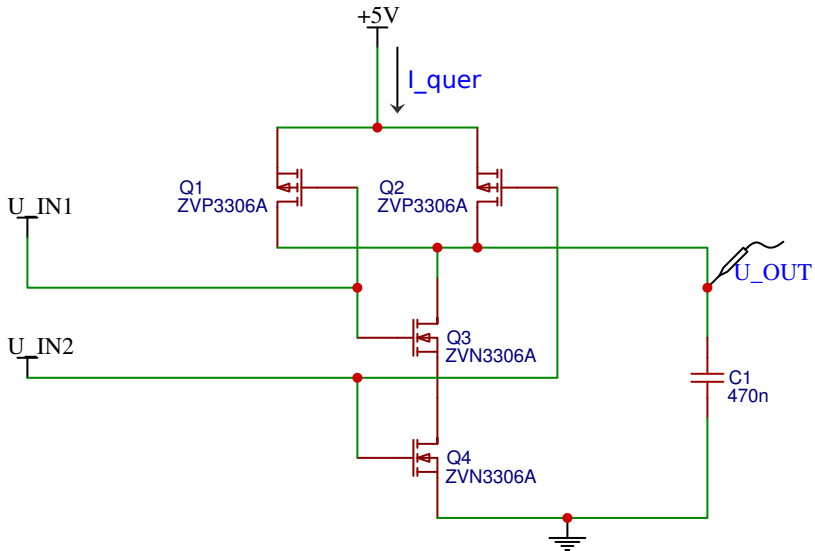 +5V
I_quer
Q1
ZVP3306A
Q2
ZVP3306A
U_IN1
U_OUT
Q3
ZVN3306A
U_IN2
C1
470n
Q4
ZVN3306A